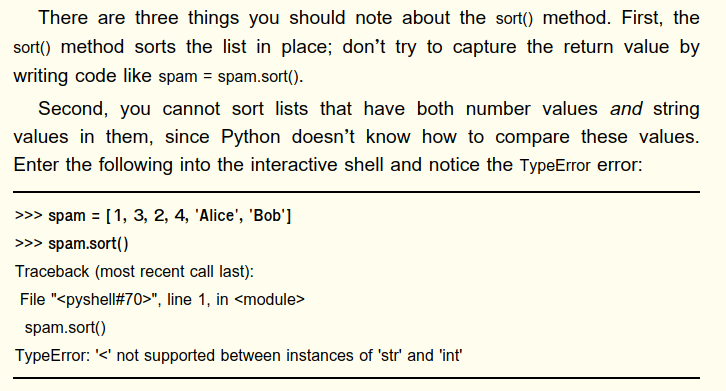 There are three things you should note about the sort() method. First, the
sort() method sorts the list in place; don’t try to capture the return value by
writing code like spam = spam.sort().
Second, you cannot sort lists that have both number values and string
values in them, since Python doesn’t know how to compare these values.
Enter the following into the interactive shell and notice the TypeError error:
>>> spam = [1, 3, 2, 4, 'Alice', 'Bob']
>>> spam.sort()
Traceback (most recent call last):
File "<pyshell#70>", line 1, in <module>
spam.sort()
TypeError: '<' not supported between instances of 'str' and 'int'